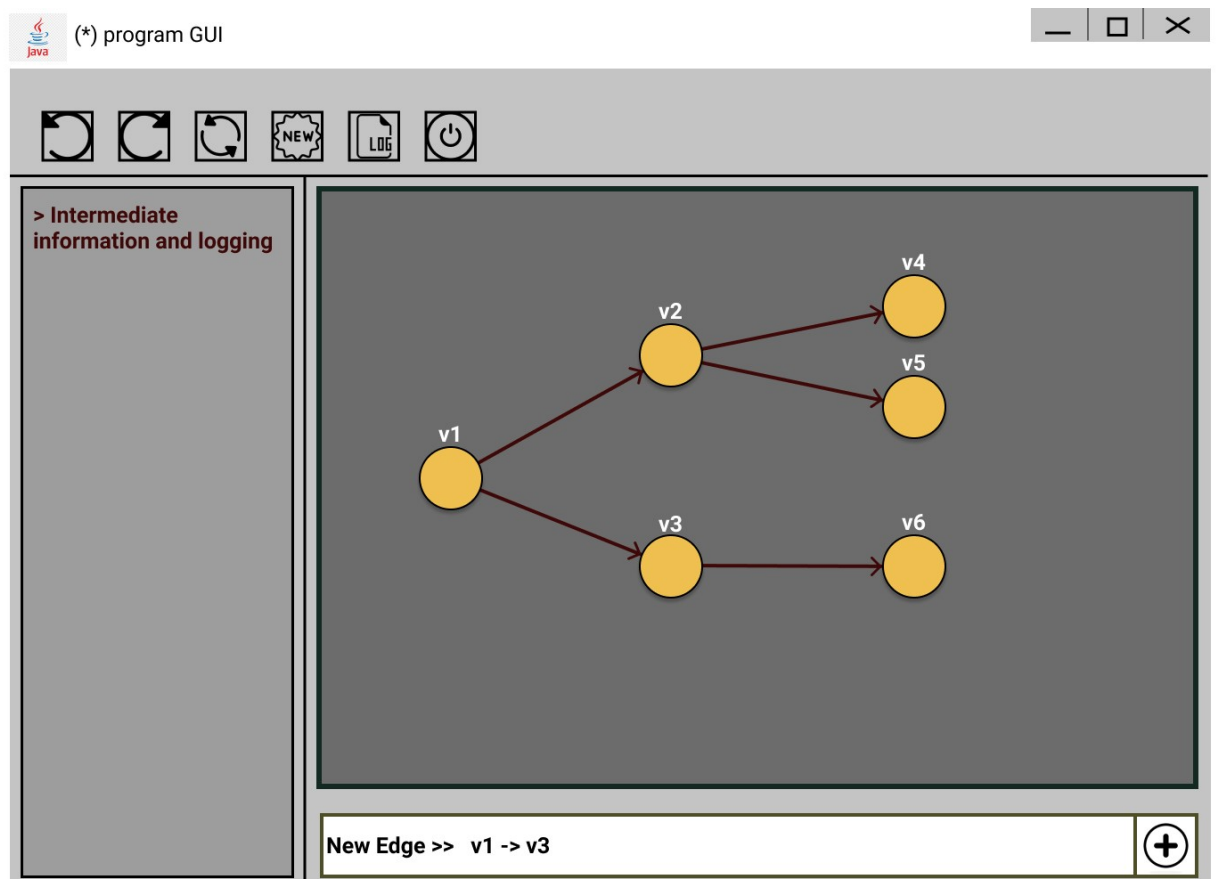 Java
(*) program GUI
NEW
LOG
> Intermediate
information and logging
v4
v2
v5
v1
v3
v6
New Edge >> v1 -> v3